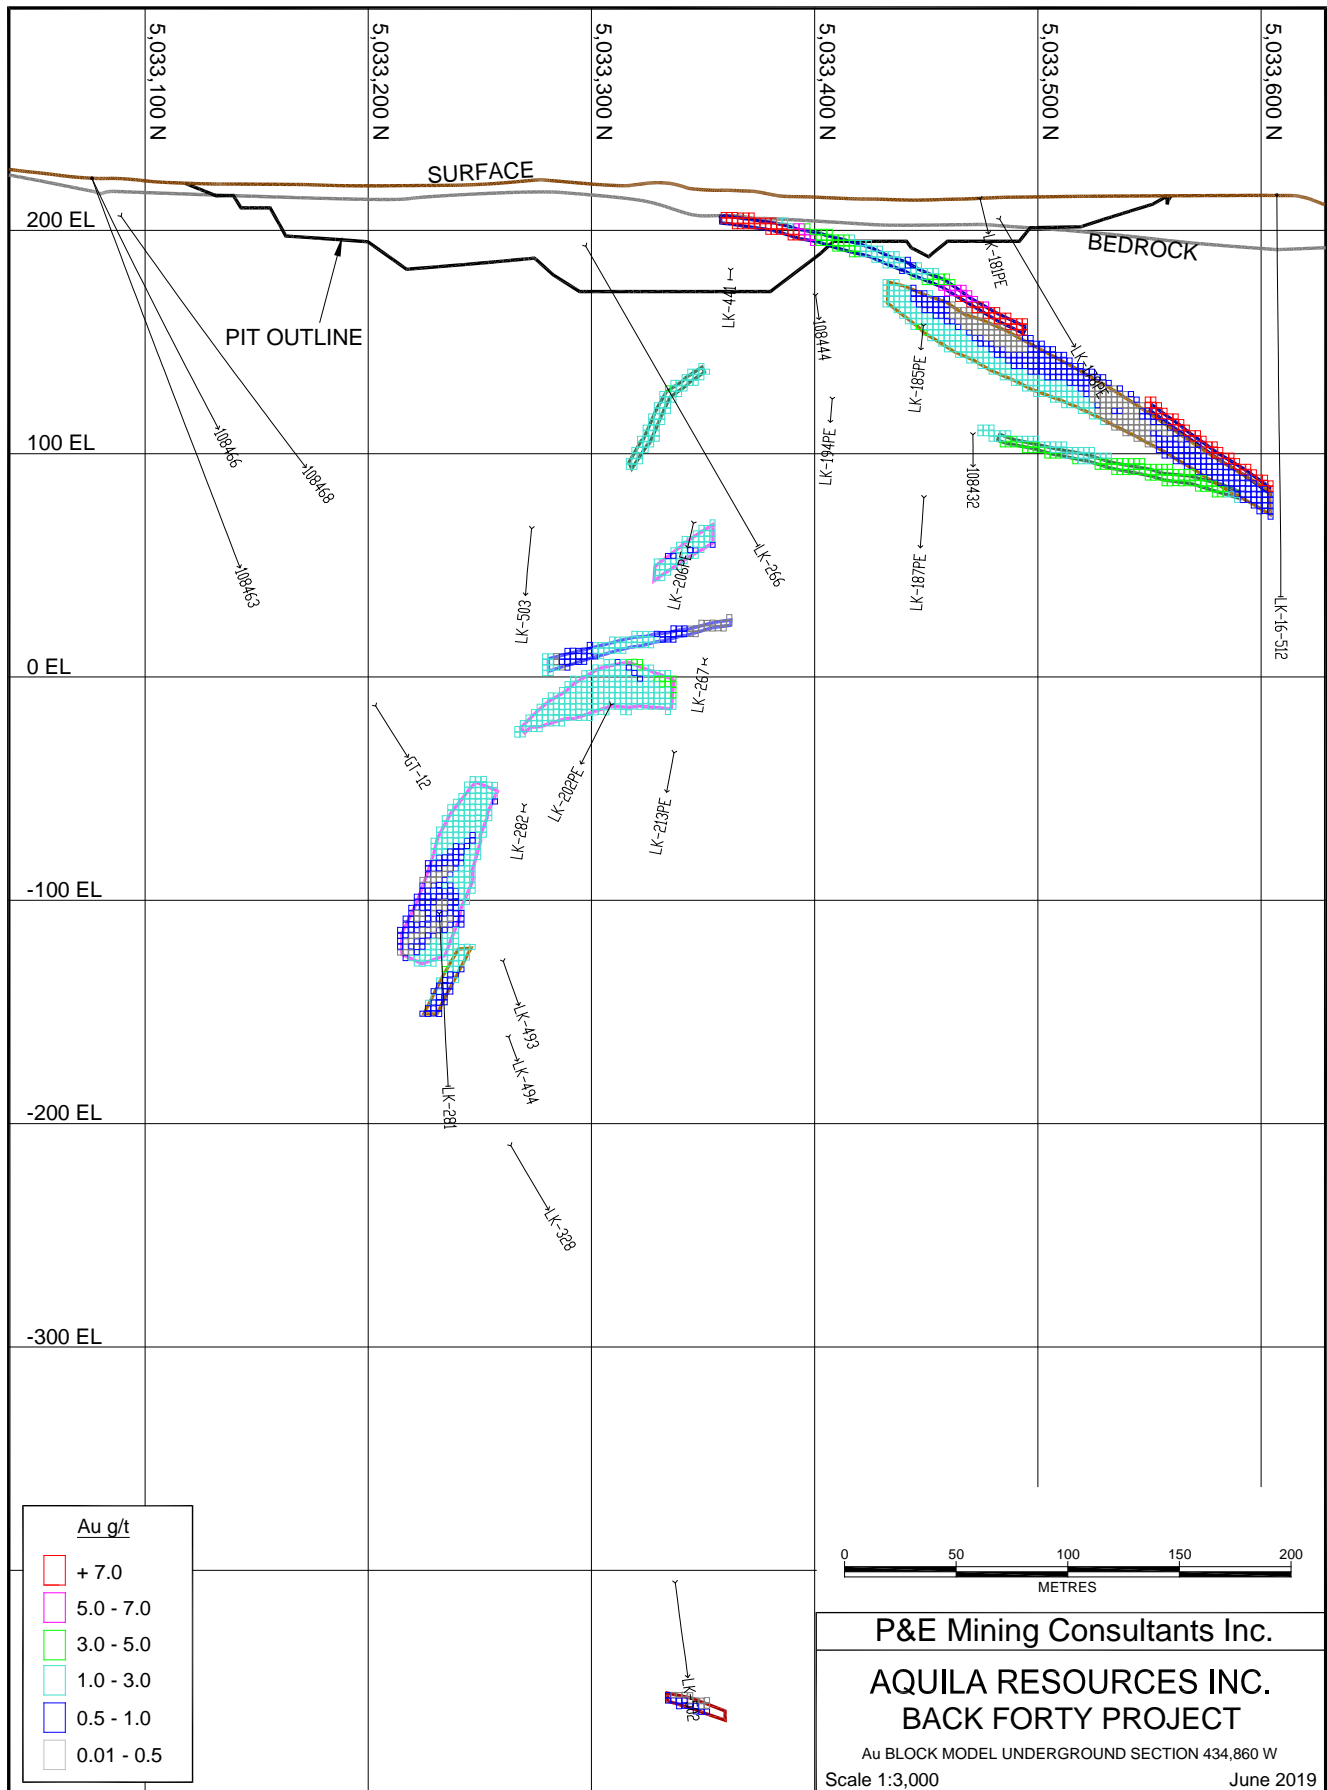 5,033,100 N
5,033,200 N
5,033,300 N
5,033,400 N
5,033,500 N
5,033,600 N
SURFACE
200 EL
BEDROCK
PIT OUTLINE
LK-181PE
LK-441
108444
LK-178PE
LK-185PE
108466
108468
LK-194PE
108432
108463
LK-266
LK-206PE
LK-187PE
LK-503
LK-16-512
100 EL
0 EL
LK-267
GT-12
LK-202PE
LK-213PE
LK-282
-100 EL
LK-493
LK-494
LK-281
-200 EL
LK-328
-300 EL
Au g/t
+ 7.0
5.0 - 7.0
3.0 - 5.0
1.0 - 3.0
0.5 - 1.0
0.01 - 0.5
0 50 100 150 200
METRES
P&E Mining Consultants Inc.
AQUILA RESOURCES INC.
BACK FORTY PROJECT
Au BLOCK MODEL UNDERGROUND SECTION 434,860 W
Scale 1:3,000 June 2019